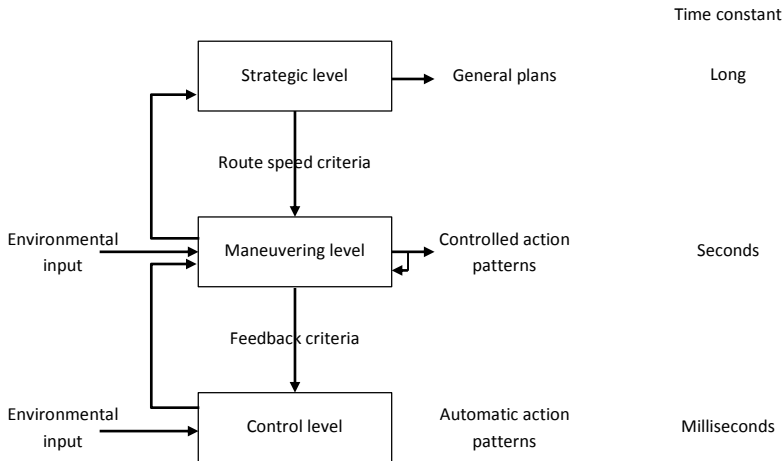 Time constant
Strategic level
General plans
Long
Route speed criteria
Environmental
input
Maneuvering level
Controlled action
patterns
Seconds
Feedback criteria
Environmental
input
Control level
Automatic action
patterns
Milliseconds